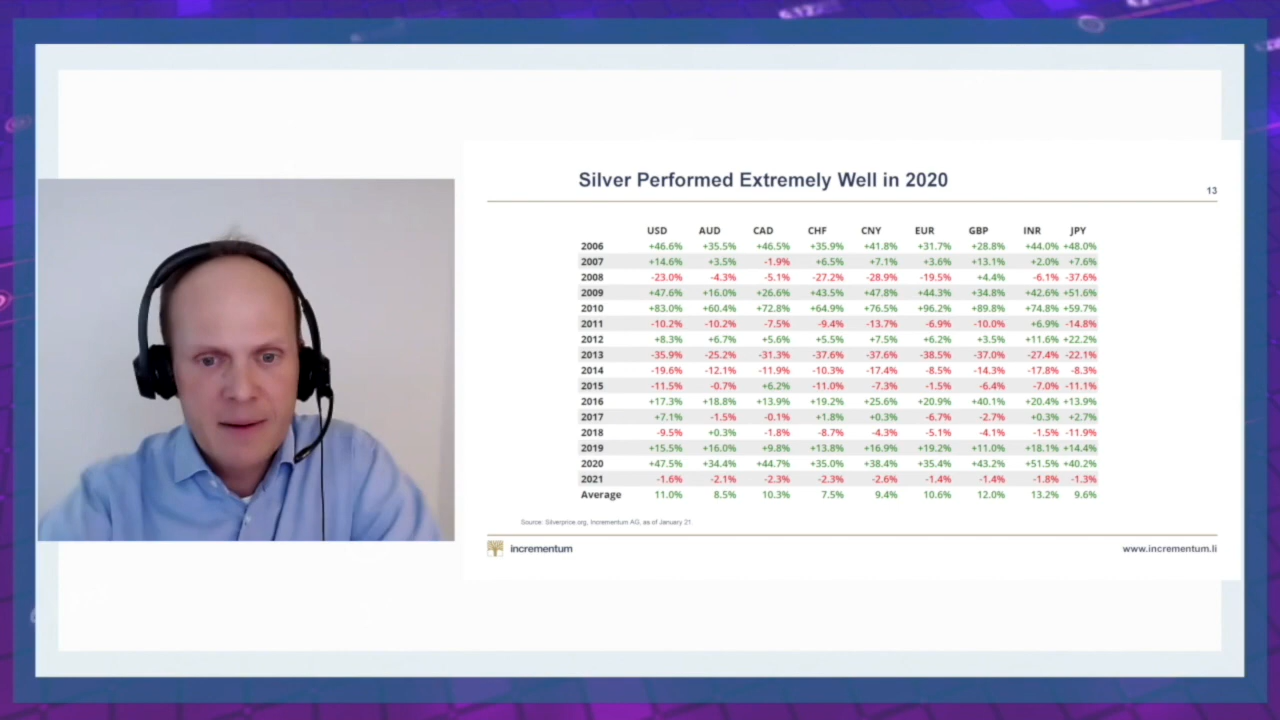 Silver Performed Extremely Well in 2020
13
USD AUD CAD CHF CNY EUR GBP INR JPY
2006 +46.6% +35.5% +46.5% +35.9% +41.8% +31.7% +28.8% +44.0% +48.0%
2007 +14.6% +3.5% -1.9% +6.5% +7.1% +3.6% +13.1% +2.0% +7.6%
2008 -23.0% -4.3% -5.1% -27.2% -28.9% -19.5% +4.4% -6.1% -37.6%
2009 +47.6% +16.0% +26.6% +43.5% +47.8% +44.3% +34.8% +42.6% +51.6%
2010 +83.0% +60.4% +72.8% +64.9% +76.5% +96.2% +89.8% +74.8% +59.7%
2011 -10.2% -10.2% -7.5% -9.4% -13.7% -6.9% -10.0% +6.9% -14.8%
2012 +8.3% +6.7% +5.6% +5.5% +7.5% +6.2% +3.5% +11.6% +22.2%
2013 -35.9% -25.2% -31.3% -37.6% -37.6% -38.5% -37.0% -27.4% -22.1%
2014 -19.6% -12.1% -11.9% -10.3% -17.4% -8.5% -14.3% -17.8% -8.3%
2015 -11.5% -0.7% +6.2% -11.0% -7.3% -1.5% -6.4% -7.0% -11.1%
2016 +17.3% +18.8% +13.9% +19.2% +25.6% +20.9% +40.1% +20.4% +13.9%
2017 +7.1% -1.5% -0.1% +1.8% +0.3% -6.7% -2.7% +0.3% +2.7%
2018 -9.5% +0.3% -1.8% -8.7% -4.3% -5.1% -4.1% -1.5% -11.9%
2019 +15.5% +16.0% +9.8% +13.8% +16.9% +19.2% +11.0% +18.1% +14.4%
2020 +47.5% +34.4% +44.7% +35.0% +38.4% +35.4% +43.2% +51.5% +40.2%
2021 -1.6% -2.1% -2.3% -2.3% -2.6% -1.4% -1.4% -1.8% -1.3%
Average 11.0% 8.5% 10.3% 7.5% 9.4% 10.6% 12.0% 13.2% 9.6%
Source: Silverprice.org, Incrementum AG, as of January 21.
incrementum
www.incrementum.li